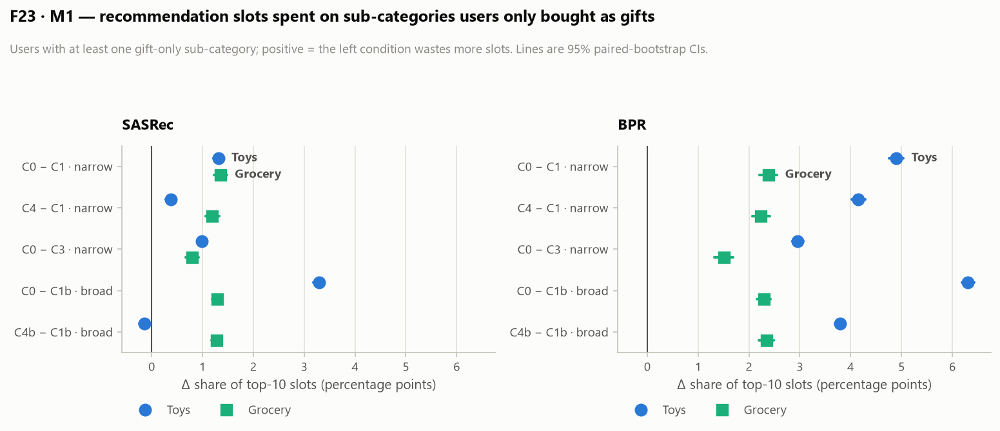 F23 · M1 — recommendation slots spent on sub-categories users only bought as gifts
Users with at least one gift-only sub-category; positive = the left condition wastes more slots. Lines are 95% paired-bootstrap CIs.
SASRec
C0 − C1 · narrow
C4 − C1 · narrow
C0 − C3 · narrow
C0 − C1b · broad
C4b − C1b · broad
Toys
Grocery
0 1 2 3 4 5 6
Δ share of top-10 slots (percentage points)
Toys Grocery
BPR
C0 − C1 · narrow
C4 − C1 · narrow
C0 − C3 · narrow
C0 − C1b · broad
C4b − C1b · broad
Toys
Grocery
0 1 2 3 4 5 6
Δ share of top-10 slots (percentage points)
Toys Grocery